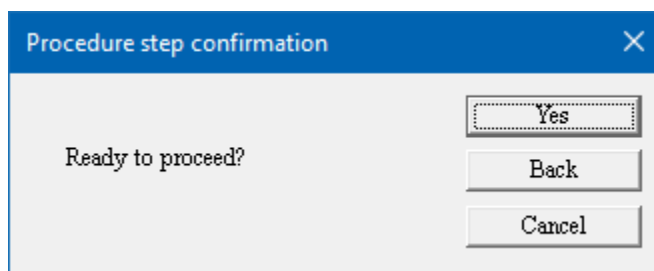 Procedure step confirmation
Yes
Ready to proceed?
Back
Cancel